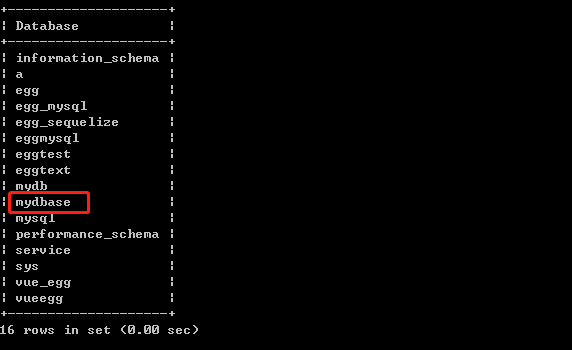 +--------------------+
| Database           |
+--------------------+
| information_schema |
| a                  |
| egg                |
| egg_mysql          |
| egg_sequelize      |
| eggmysql           |
| eggtest            |
| eggtext            |
| mydb               |
| mydbase            |
| mysql              |
| performance_schema |
| service            |
| sys                |
| vue_egg            |
| vueegg             |
+--------------------+
16 rows in set (0.00 sec)